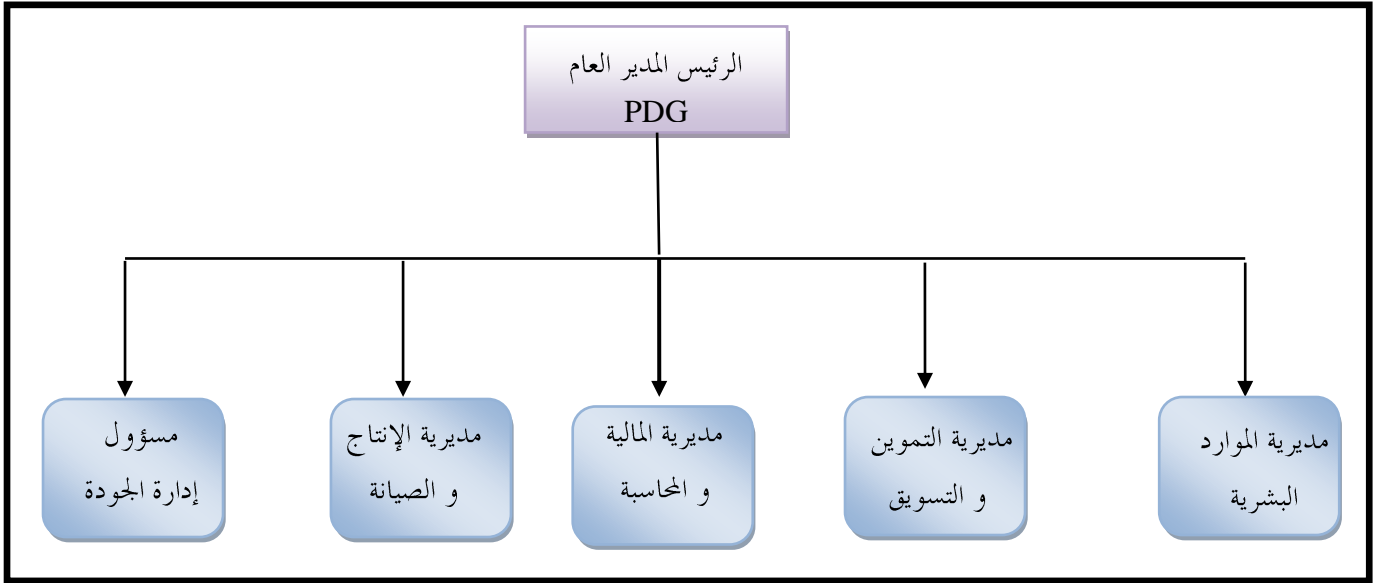 الرئيس المدير العام
PDG
مديرية الموارد
البشرية
مديرية التموين
و التسويق
مديرية المالية
و المحاسبة
مديرية الإنتاج
و الصيانة
مسؤول
إدارة الجودة